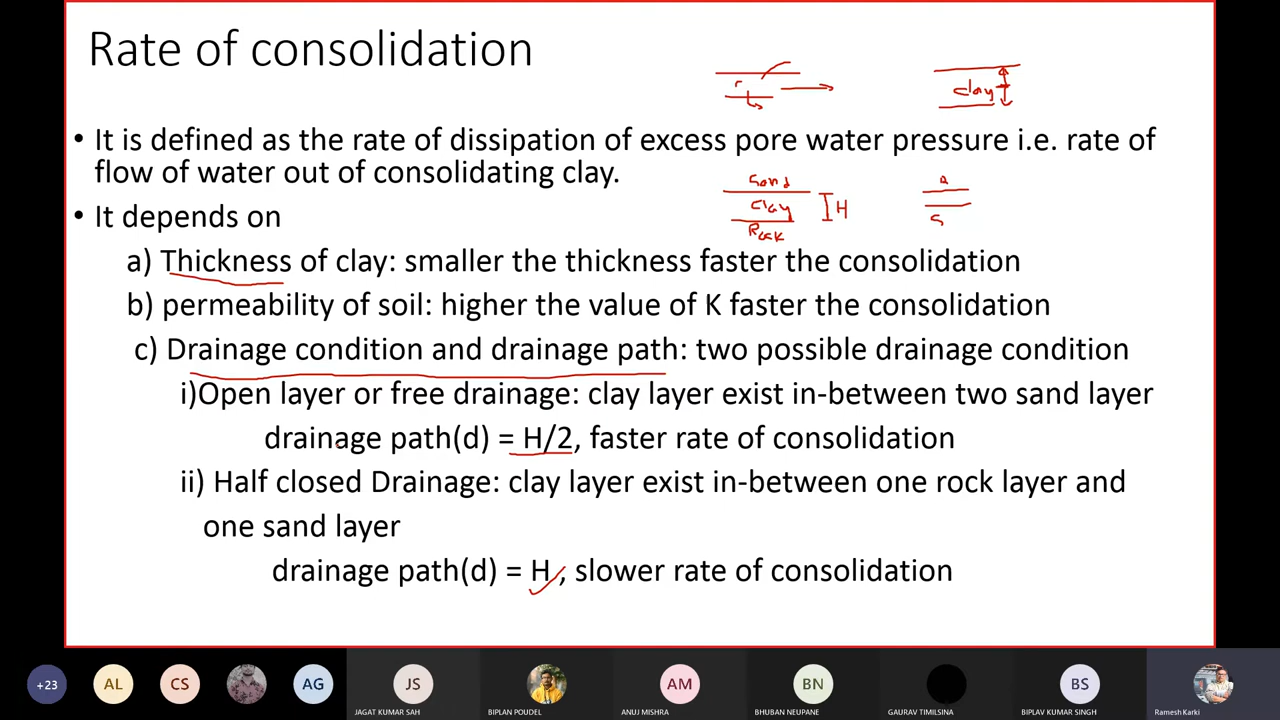 Rate of consolidation
clay
• It is defined as the rate of dissipation of excess pore water pressure i.e. rate of
flow of water out of consolidating clay.
Sand
clay
H
Rock
S
• It depends on
a) Thickness of clay: smaller the thickness faster the consolidation
b) permeability of soil: higher the value of K faster the consolidation
c) Drainage condition and drainage path: two possible drainage condition
i)Open layer or free drainage: clay layer exist in-between two sand layer
drainage path(d) = H/2, faster rate of consolidation
ii) Half closed Drainage: clay layer exist in-between one rock layer and
one sand layer
drainage path(d) = H , slower rate of consolidation
+23
AL
CS
AG
JS
AM
BN
BS
JAGAT KUMAR SAH
BIPLAN POUDEL
ANUJ MISHRA
BHUBAN NEUPANE
GAURAV TIMILSINA
BIPLAV KUMAR SINGH
Ramesh Karki